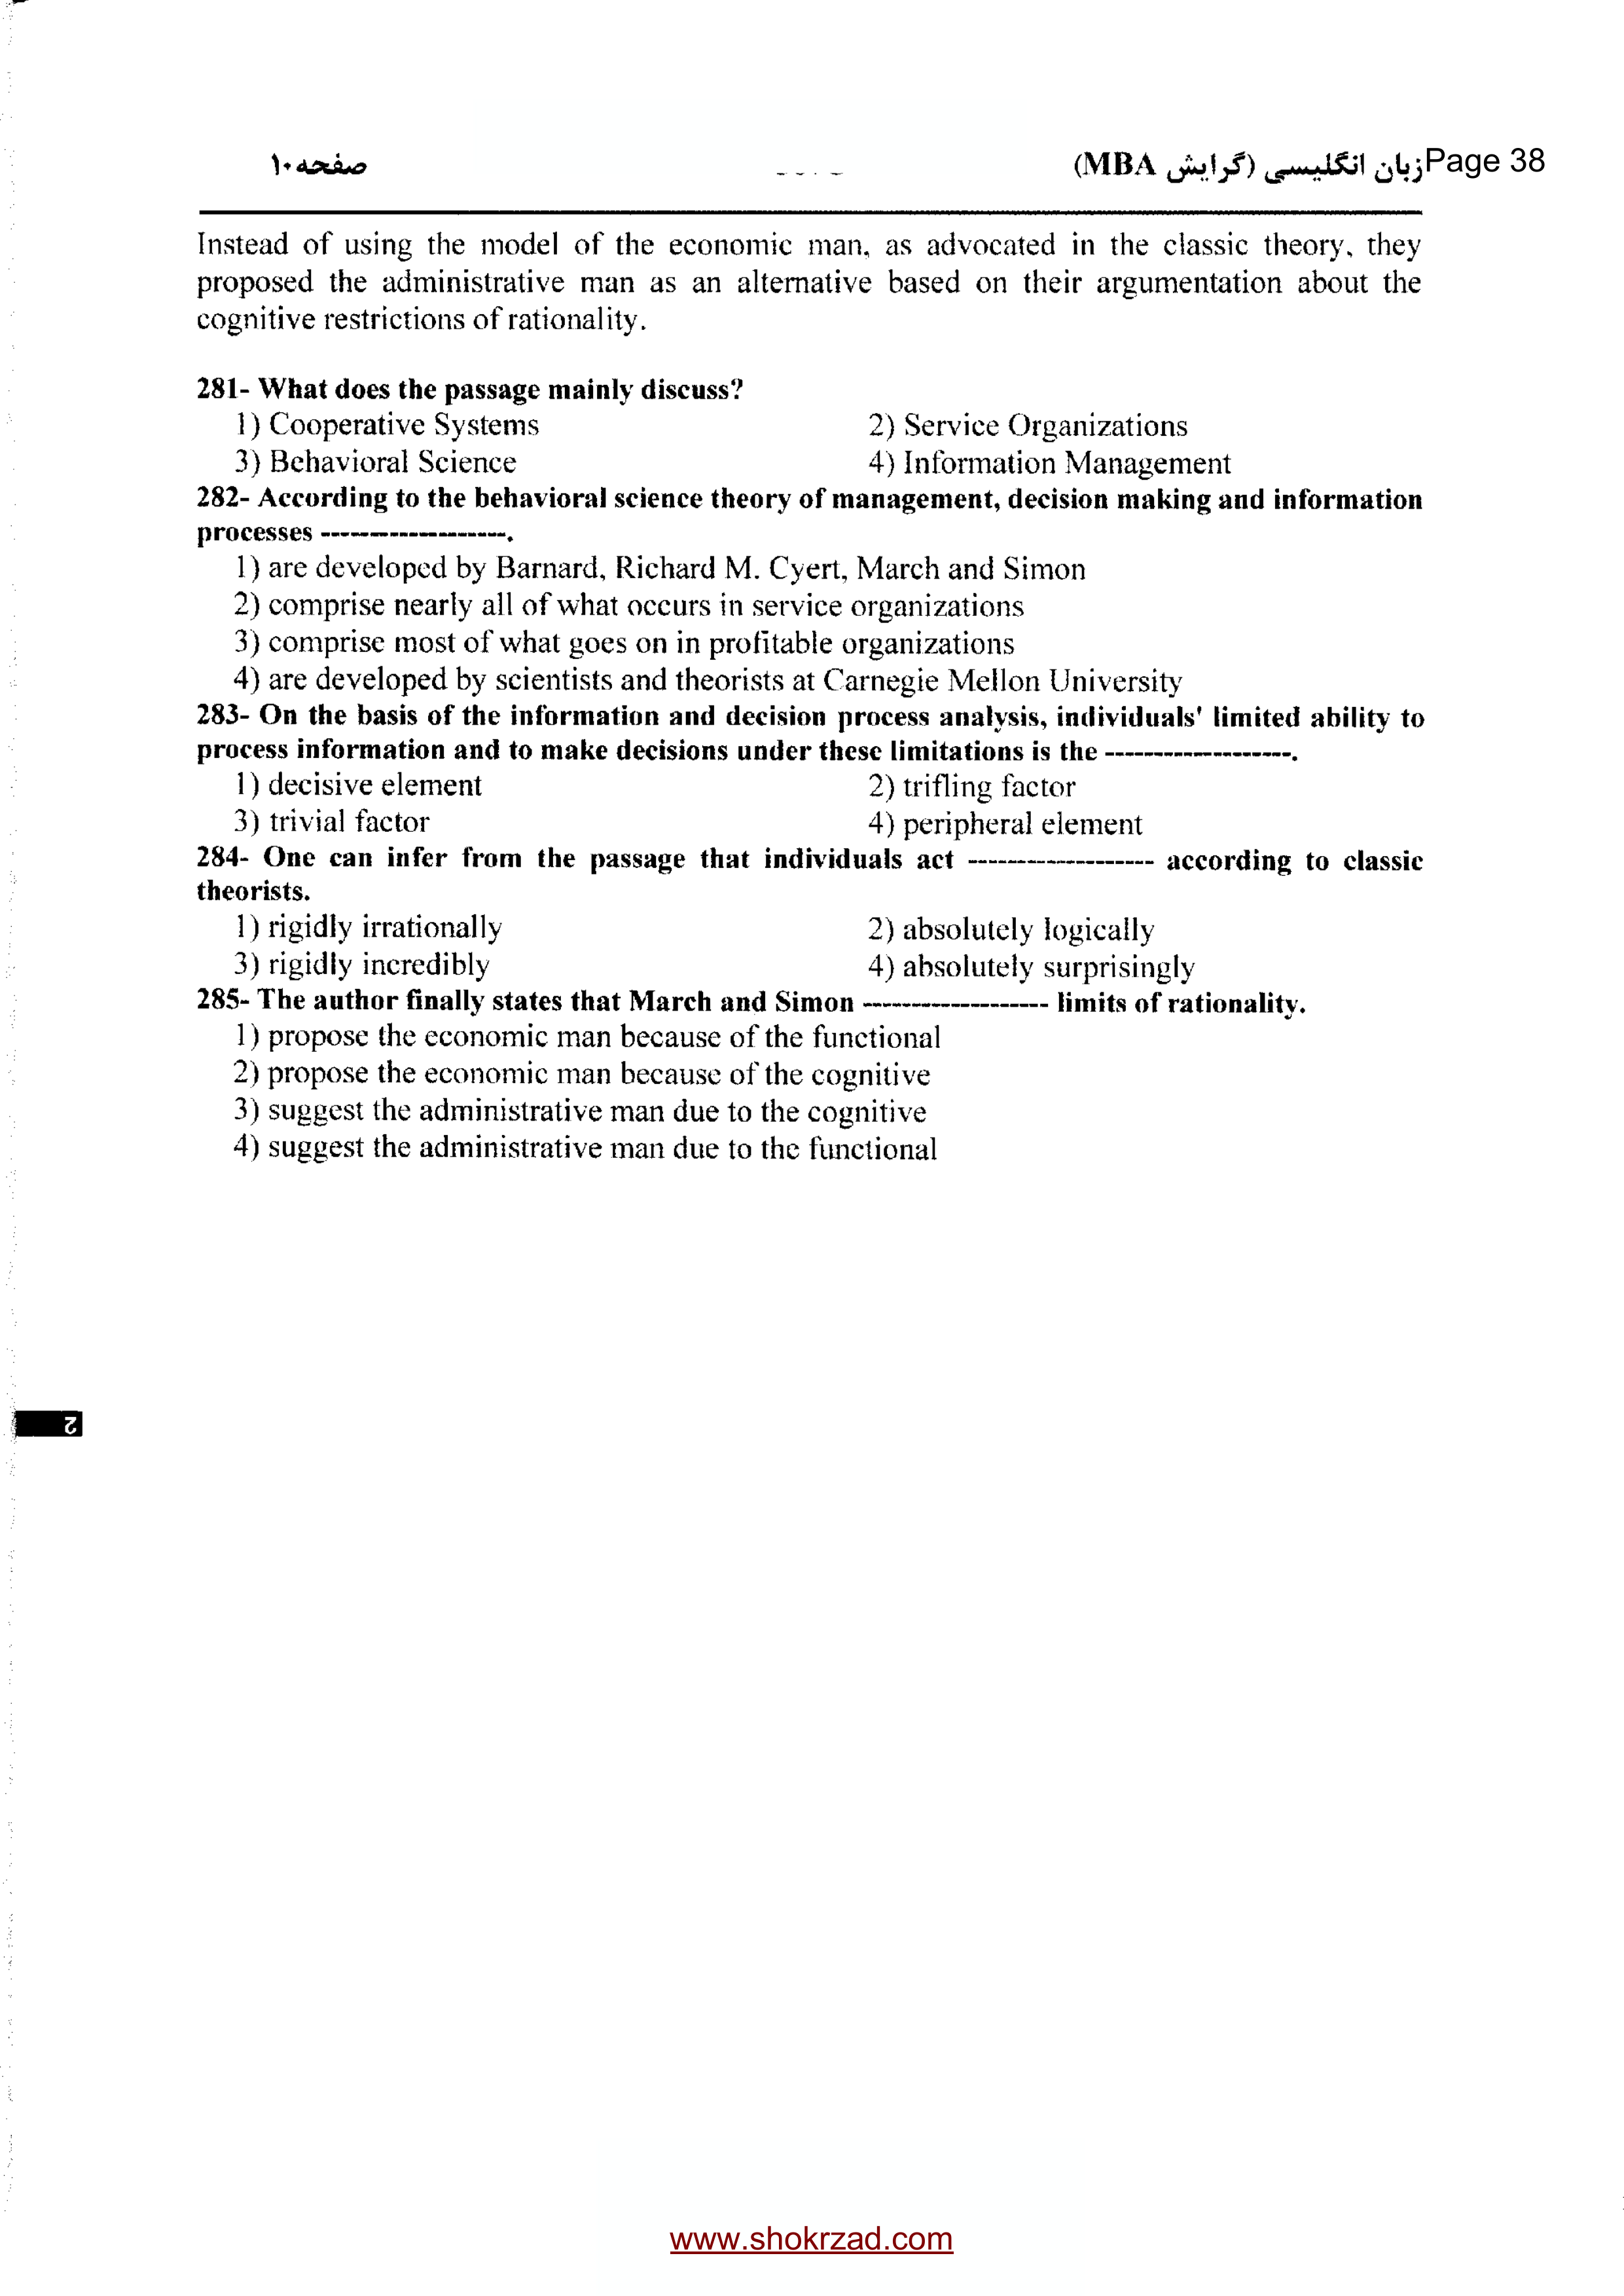 صفحه ۱۰
زبان انگلیسی (گرایش MBA)
Page 38
Instead of using the model of the economic man, as advocated in the classic theory, they
proposed the administrative man as an alternative based on their argumentation about the
cognitive restrictions of rationality.
281- What does the passage mainly discuss?
1) Cooperative Systems
2) Service Organizations
3) Behavioral Science
4) Information Management
282- According to the behavioral science theory of management, decision making and information
processes -------------------.
1) are developed by Barnard, Richard M. Cyert, March and Simon
2) comprise nearly all of what occurs in service organizations
3) comprise most of what goes on in profitable organizations
4) are developed by scientists and theorists at Carnegie Mellon University
283- On the basis of the information and decision process analysis, individuals' limited ability to
process information and to make decisions under these limitations is the -------------------.
1) decisive element
2) trifling factor
3) trivial factor
4) peripheral element
284- One can infer from the passage that individuals act ------------------- according to classic
theorists.
1) rigidly irrationally
2) absolutely logically
3) rigidly incredibly
4) absolutely surprisingly
285- The author finally states that March and Simon ------------------- limits of rationality.
1) propose the economic man because of the functional
2) propose the economic man because of the cognitive
3) suggest the administrative man due to the cognitive
4) suggest the administrative man due to the functional
2
www.shokrzad.com